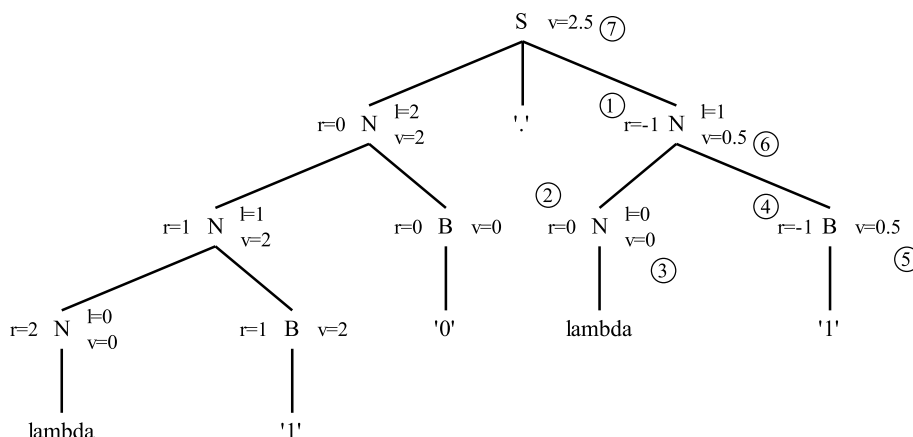 S v=2.5 ⑦
r=0 N l=2 v=2
'.'
① r=-1 N l=1 v=0.5 ⑥
r=1 N l=1 v=2
r=0 B v=0
② r=0 N l=0 v=0 ③
④ r=-1 B v=0.5 ⑤
r=2 N l=0 v=0
r=1 B v=2
'0'
lambda
'1'
lambda
'1'